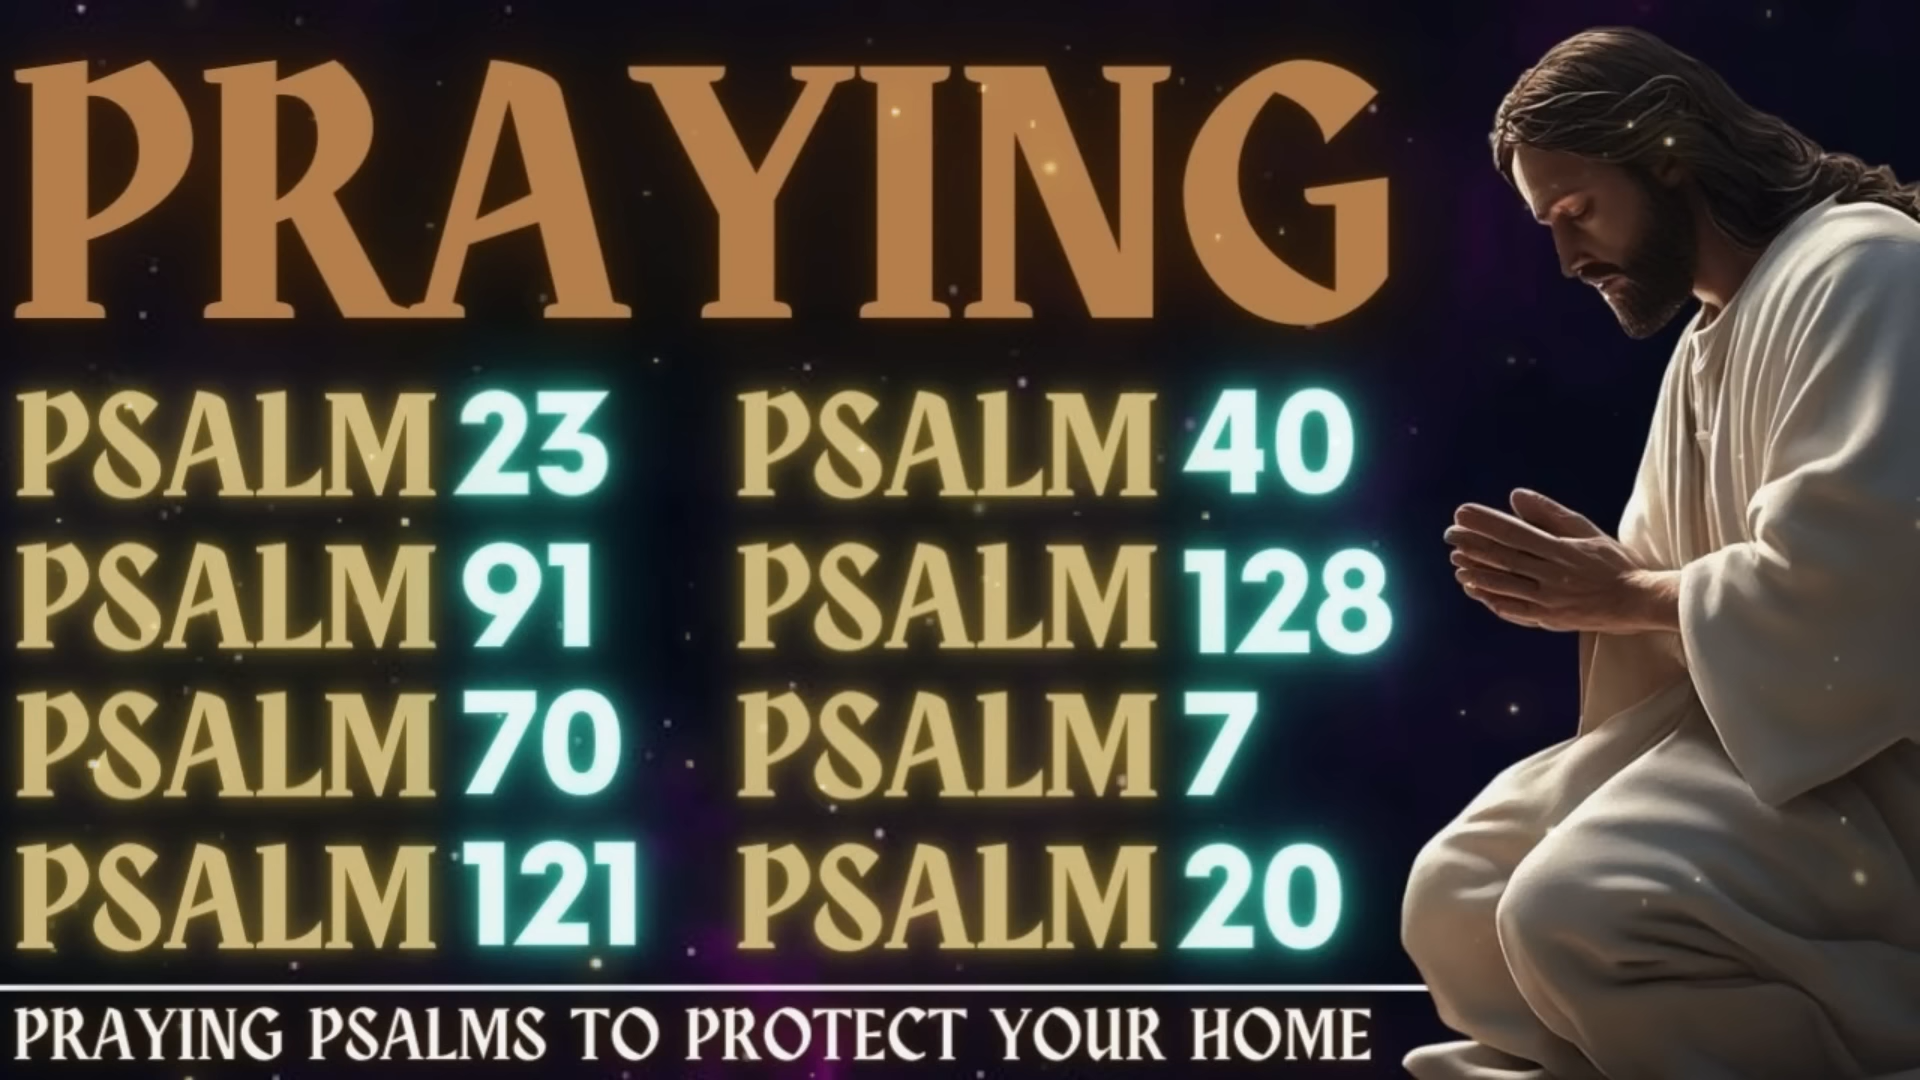 PRAYING
PSALM 23
PSALM 91
PSALM 70
PSALM 121
PSALM 40
PSALM 128
PSALM 7
PSALM 20
PRAYING PSALMS TO PROTECT YOUR HOME